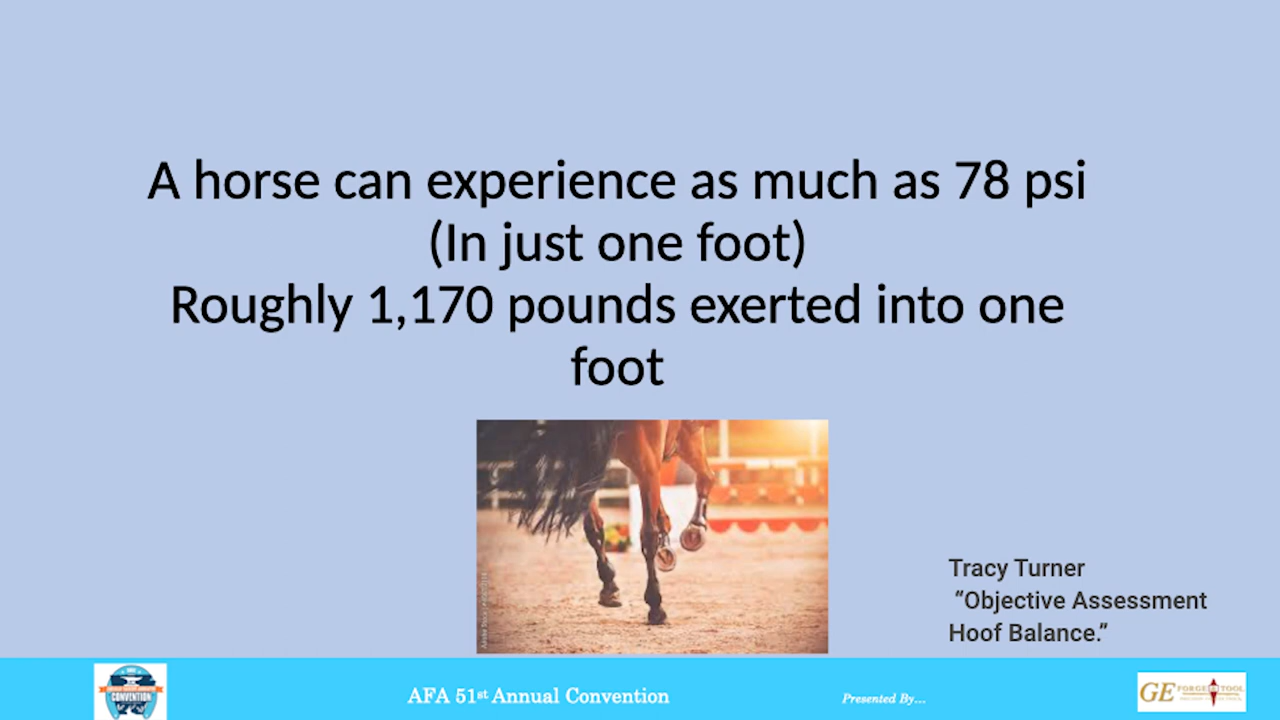 A horse can experience as much as 78 psi
(In just one foot)
Roughly 1,170 pounds exerted into one
foot
Tracy Turner
“Objective Assessment
Hoof Balance.”
CONVENTION
AFA 51st Annual Convention
Presented By...
GE FORGE & TOOL